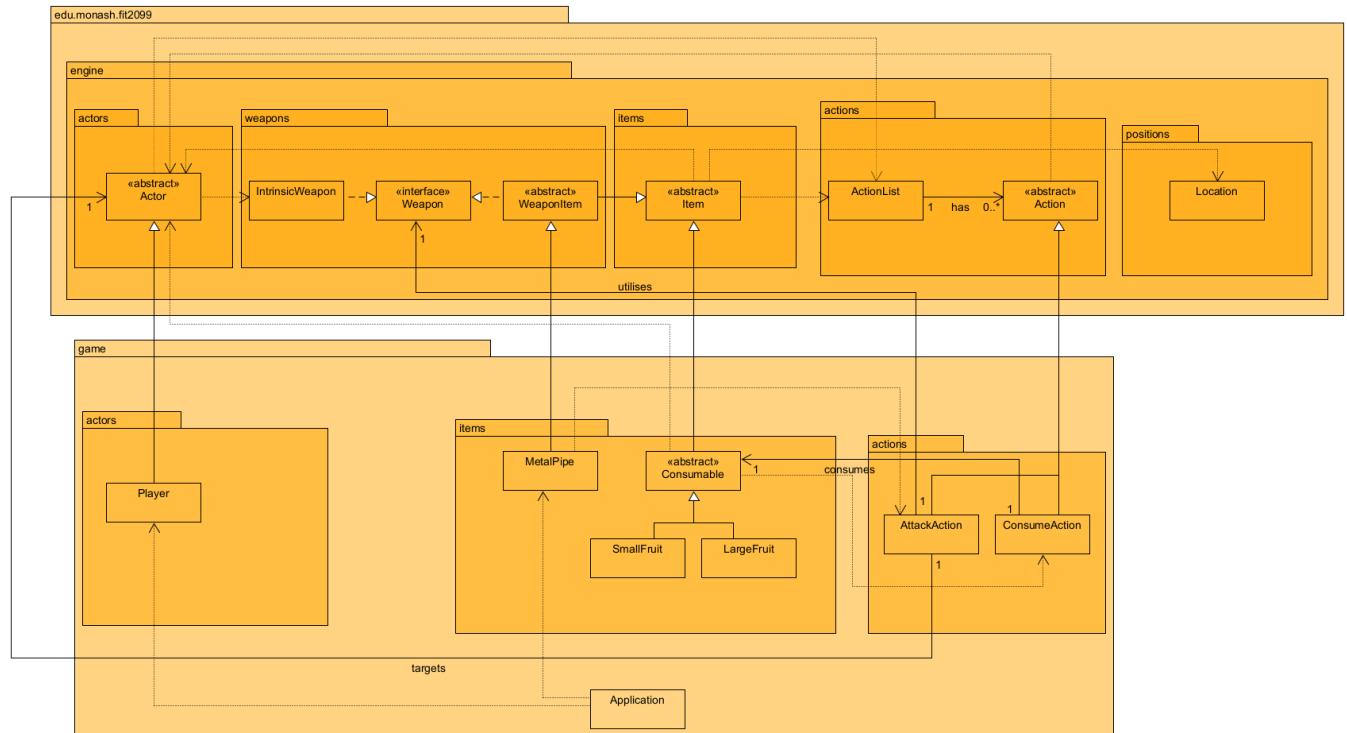 edu.monash.fit2099
engine
actors
weapons
items
actions
positions
«abstract»
Actor
IntrinsicWeapon
«interface»
Weapon
«abstract»
WeaponItem
«abstract»
Item
ActionList
«abstract»
Action
Location
1
1
has
0..*
1
utilises
game
actors
items
actions
MetalPipe
«abstract»
Consumable
1
consumes
Player
1
1
AttackAction
ConsumeAction
SmallFruit
LargeFruit
1
targets
Application